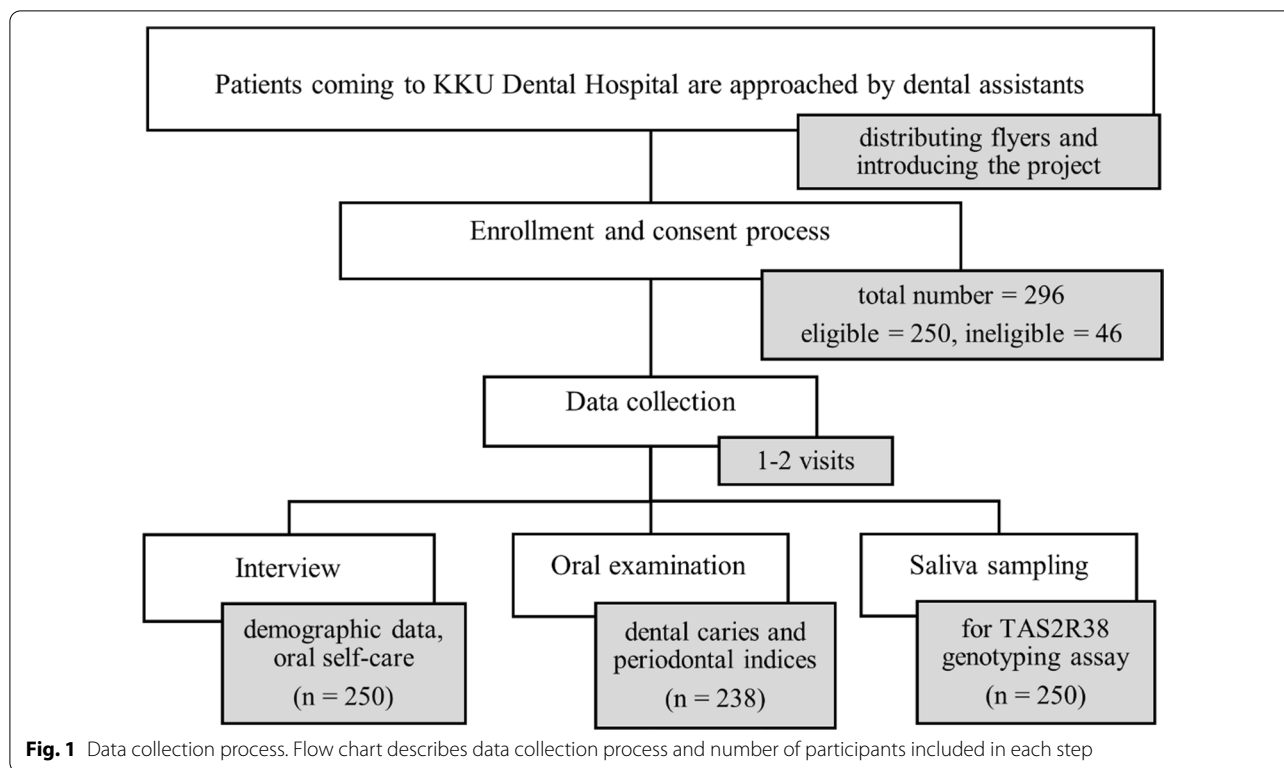 Patients coming to KKU Dental Hospital are approached by dental assistants
distributing flyers and
introducing the project
Enrollment and consent process
total number = 296
eligible = 250, ineligible = 46
Data collection
1-2 visits
Interview
demographic data,
oral self-care
(n = 250)
Oral examination
dental caries and
periodontal indices
(n = 238)
Saliva sampling
for TAS2R38
genotyping assay
(n = 250)
Fig. 1 Data collection process. Flow chart describes data collection process and number of participants included in each step